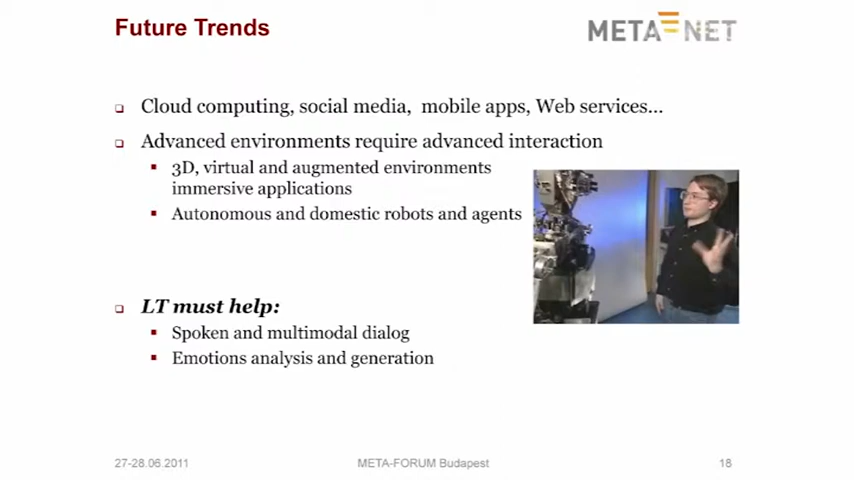 Future Trends
META NET
Cloud computing, social media, mobile apps, Web services...
Advanced environments require advanced interaction
3D, virtual and augmented environments
immersive applications
Autonomous and domestic robots and agents
LT must help:
Spoken and multimodal dialog
Emotions analysis and generation
27-28.06.2011 META-FORUM Budapest 18